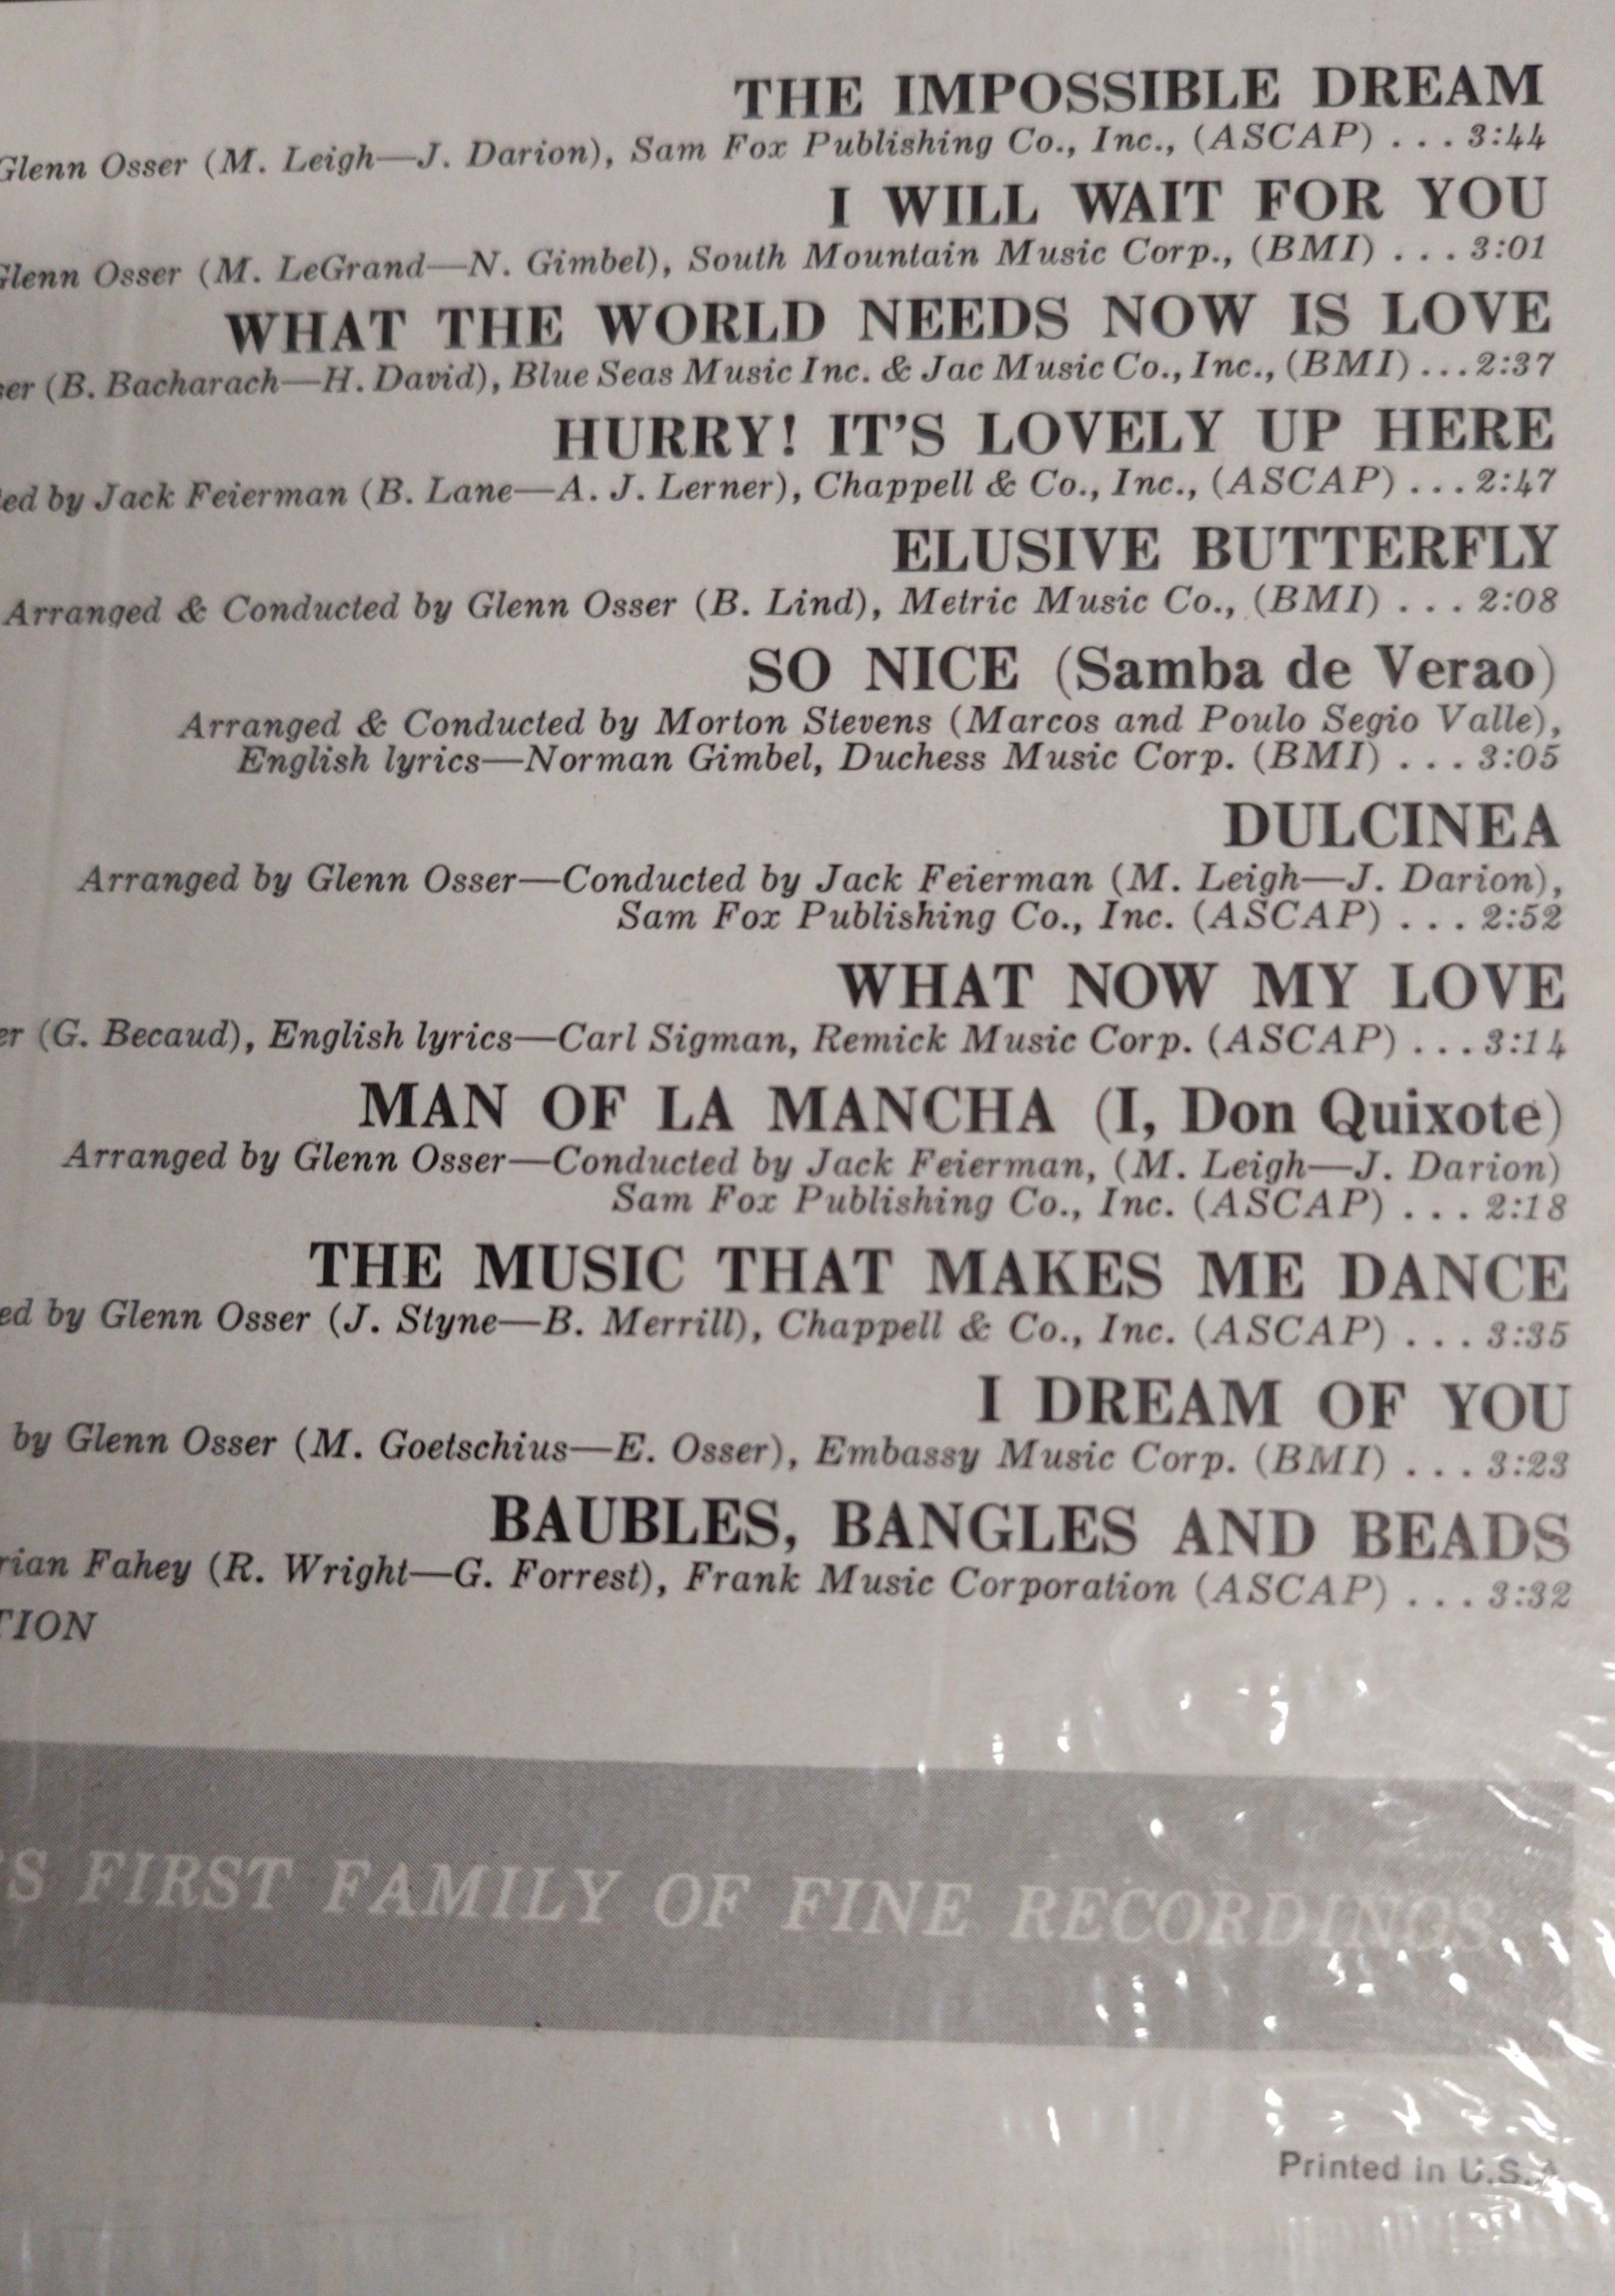 THE IMPOSSIBLE DREAM
Glenn Osser (M. Leigh—J. Darion), Sam Fox Publishing Co., Inc., (ASCAP) . . . 3:44
I WILL WAIT FOR YOU
Glenn Osser (M. LeGrand—N. Gimbel), South Mountain Music Corp., (BMI) . . . 3:01
WHAT THE WORLD NEEDS NOW IS LOVE
er (B. Bacharach—H. David), Blue Seas Music Inc. & Jac Music Co., Inc., (BMI) ...2:37
HURRY! IT'S LOVELY UP HERE
ed by Jack Feierman (B. Lane—A. J. Lerner), Chappell & Co., Inc., (ASCAP) ...2:47
ELUSIVE BUTTERFLY
Arranged & Conducted by Glenn Osser (B. Lind), Metric Music Co., (BMI) . . . 2:08
SO NICE (Samba de Verao)
Arranged & Conducted by Morton Stevens (Marcos and Poulo Segio Valle),
English lyrics—Norman Gimbel, Duchess Music Corp. (BMI) . . . 3:05
DULCINEA
Arranged by Glenn Osser—Conducted by Jack Feierman (M. Leigh—J. Darion),
Sam Fox Publishing Co., Inc. (ASCAP) . . . 2:52
WHAT NOW MY LOVE
er (G. Becaud), English lyrics—Carl Sigman, Remick Music Corp. (ASCAP) ...3:14
MAN OF LA MANCHA (I, Don Quixote)
Arranged by Glenn Osser—Conducted by Jack Feierman, (M. Leigh—J. Darion)
Sam Fox Publishing Co., Inc. (ASCAP) . . . 2:18
THE MUSIC THAT MAKES ME DANCE
ed by Glenn Osser (J. Styne—B. Merrill), Chappell & Co., Inc. (ASCAP) . . . 3:35
I DREAM OF YOU
by Glenn Osser (M. Goetschius—E. Osser), Embassy Music Corp. (BMI) . . . 3:23
BAUBLES, BANGLES AND BEADS
rian Fahey (R. Wright—G. Forrest), Frank Music Corporation (ASCAP) . . . 3:32
TION
'S FIRST FAMILY OF FINE RECORDINGS
Printed in U.S.A